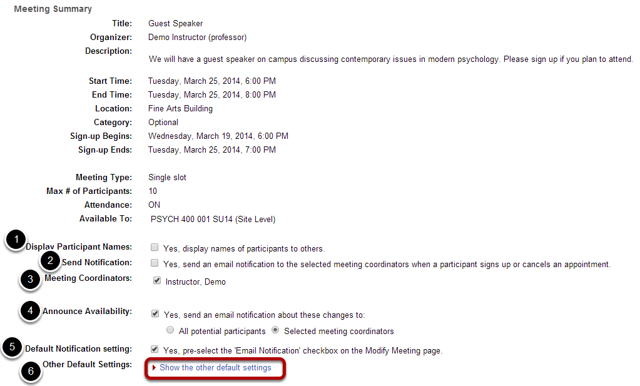 Meeting Summary
Title: Guest Speaker
Organizer: Demo Instructor (professor)
Description:
We will have a guest speaker on campus discussing contemporary issues in modern psychology. Please sign up if you plan to attend.
Start Time: Tuesday, March 25, 2014, 6:00 PM
End Time: Tuesday, March 25, 2014, 8:00 PM
Location: Fine Arts Building
Category: Optional
Sign-up Begins: Wednesday, March 19, 2014, 6:00 PM
Sign-up Ends: Tuesday, March 25, 2014, 7:00 PM
Meeting Type: Single slot
Max # of Participants: 10
Attendance: ON
Available To: PSYCH 400 001 SU14 (Site Level)
1 Display Participant Names: Yes, display names of participants to others.
2 Send Notification: Yes, send an email notification to the selected meeting coordinators when a participant signs up or cancels an appointment.
3 Meeting Coordinators: Instructor, Demo
4 Announce Availability: Yes, send an email notification about these changes to:
All potential participants Selected meeting coordinators
5 Default Notification setting: Yes, pre-select the 'Email Notification' checkbox on the Modify Meeting page.
6 Other Default Settings: Show the other default settings